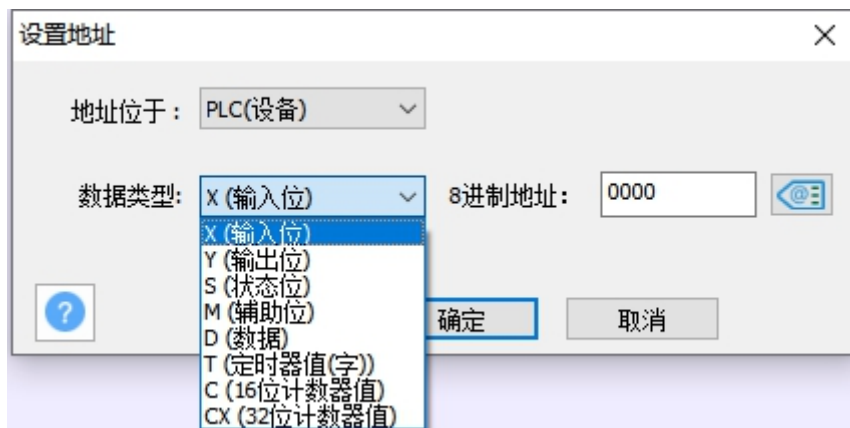 设置地址
地址位于： PLC(设备)
数据类型: X (输入位) 8进制地址： 0000
X (输入位)
Y (输出位)
S (状态位)
M (辅助位)
D (数据)
T (定时器值(字))
C (16位计数器值)
CX (32位计数器值)
? 确定 取消